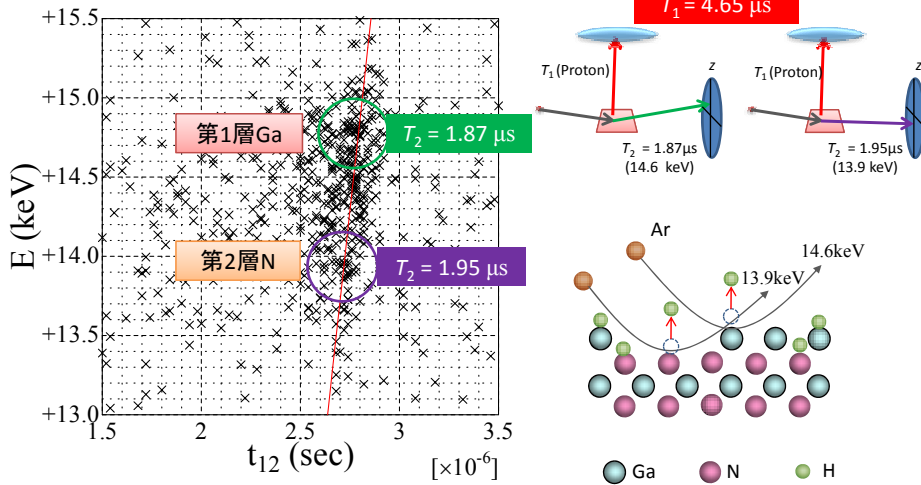 +15.5
+15.0
+14.5
+14.0
+13.5
+13.0
E (keV)
1.5
2
2.5
3
3.5
t12 (sec)
[×10-6]
第1層Ga
T2 = 1.87 μs
第2層N
T2 = 1.95 μs
T1 = 4.65 μs
T1 (Proton)
z
T2 = 1.87μs
(14.6 keV)
T1 (Proton)
z
T2 = 1.95μs
(13.9 keV)
Ar
14.6keV
13.9keV
Ga
N
H